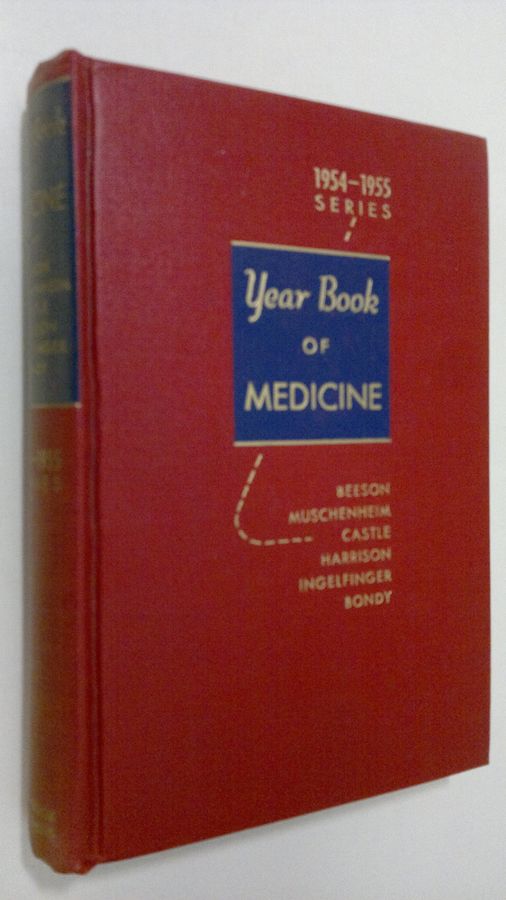 1954-1955
SERIES
Year Book
OF
MEDICINE
BEESON
MUSCHENHEIM
CASTLE
HARRISON
INGELFINGER
BONDY